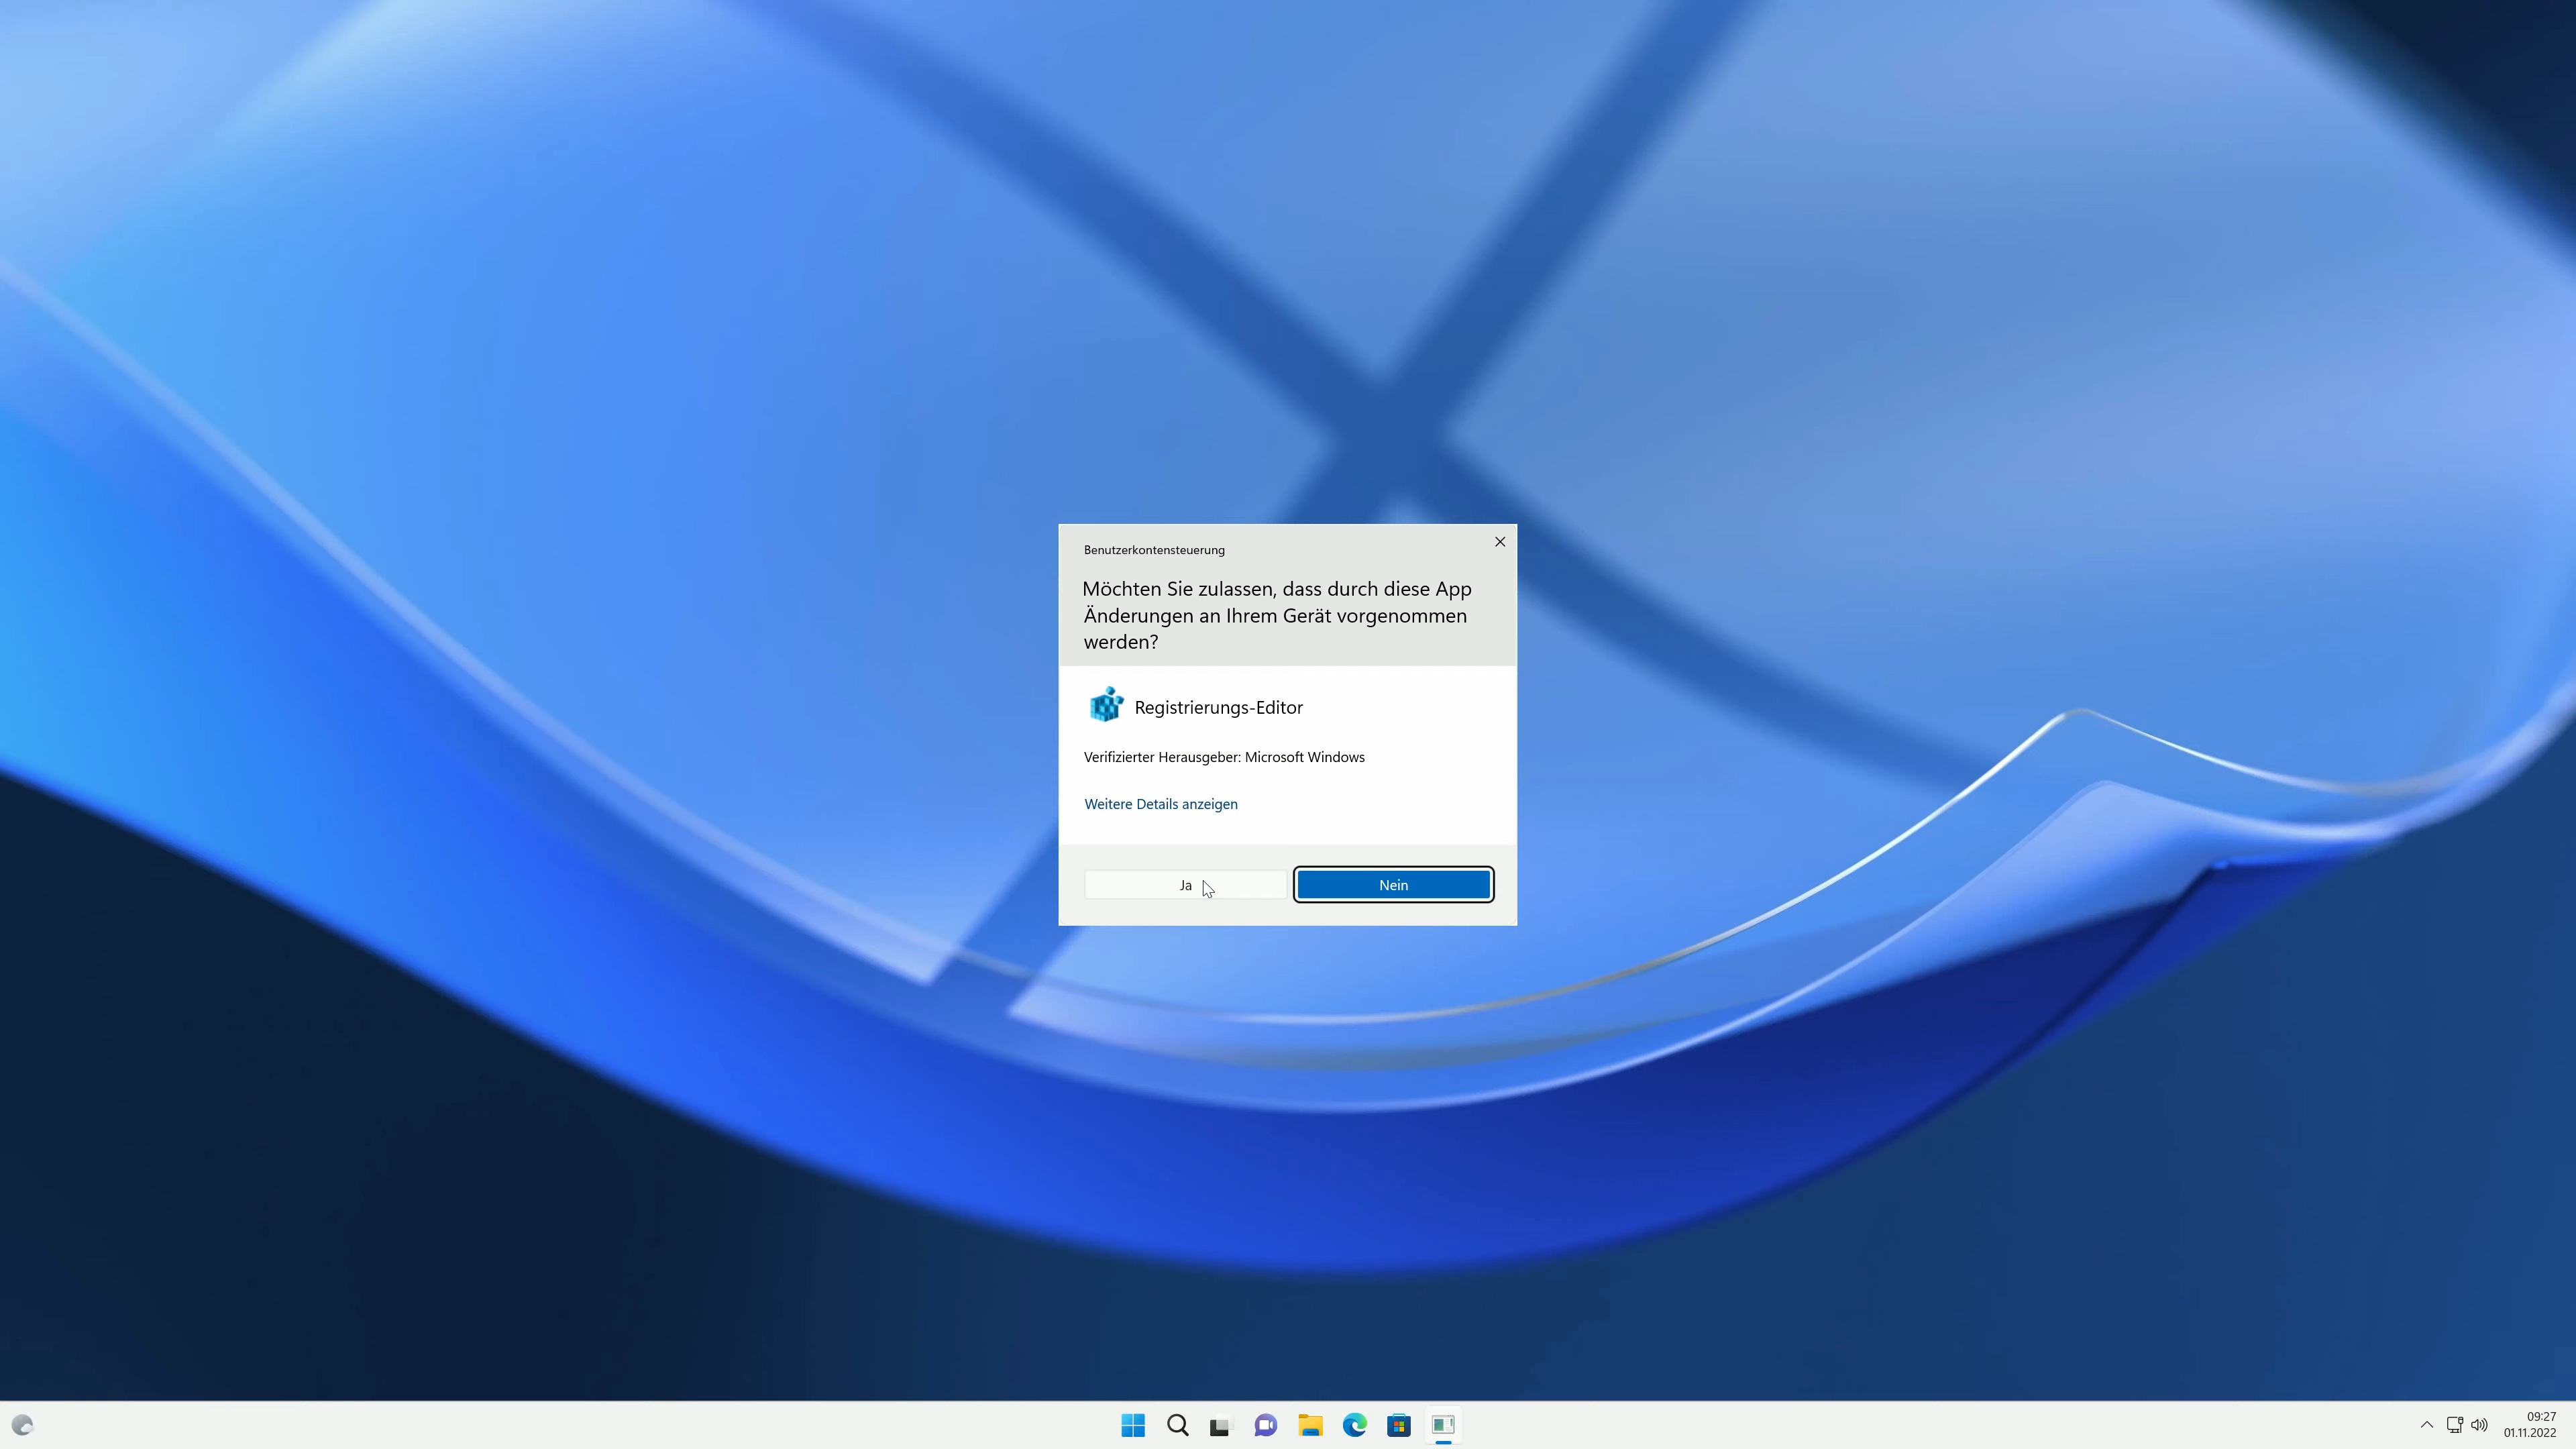 Benutzerkontensteuerung
Möchten Sie zulassen, dass durch diese App
Änderungen an Ihrem Gerät vorgenommen
werden?
Registrierungs-Editor
Verifizierter Herausgeber: Microsoft Windows
Weitere Details anzeigen
Ja
Nein
09:27
01.11.2022